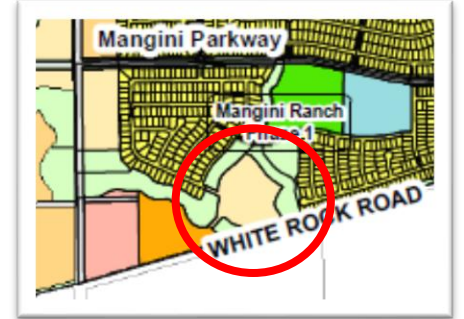 Mangini Parkway
Mangini Ranch
Phase 1
WHITE ROCK ROAD